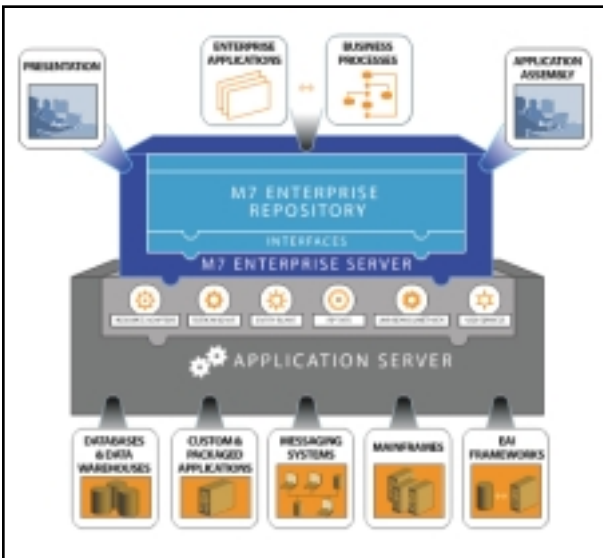 PRESENTATION
ENTERPRISE
APPLICATIONS
BUSINESS
PROCESSES
APPLICATION
ASSEMBLY
M7 ENTERPRISE
REPOSITORY
INTERFACES
M7 ENTERPRISE SERVER
APPLICATION SERVER
DATABASES
& DATA
WAREHOUSES
CUSTOM &
PACKAGED
APPLICATIONS
MESSAGING
SYSTEMS
MAINFRAMES
EAI
FRAMEWORKS